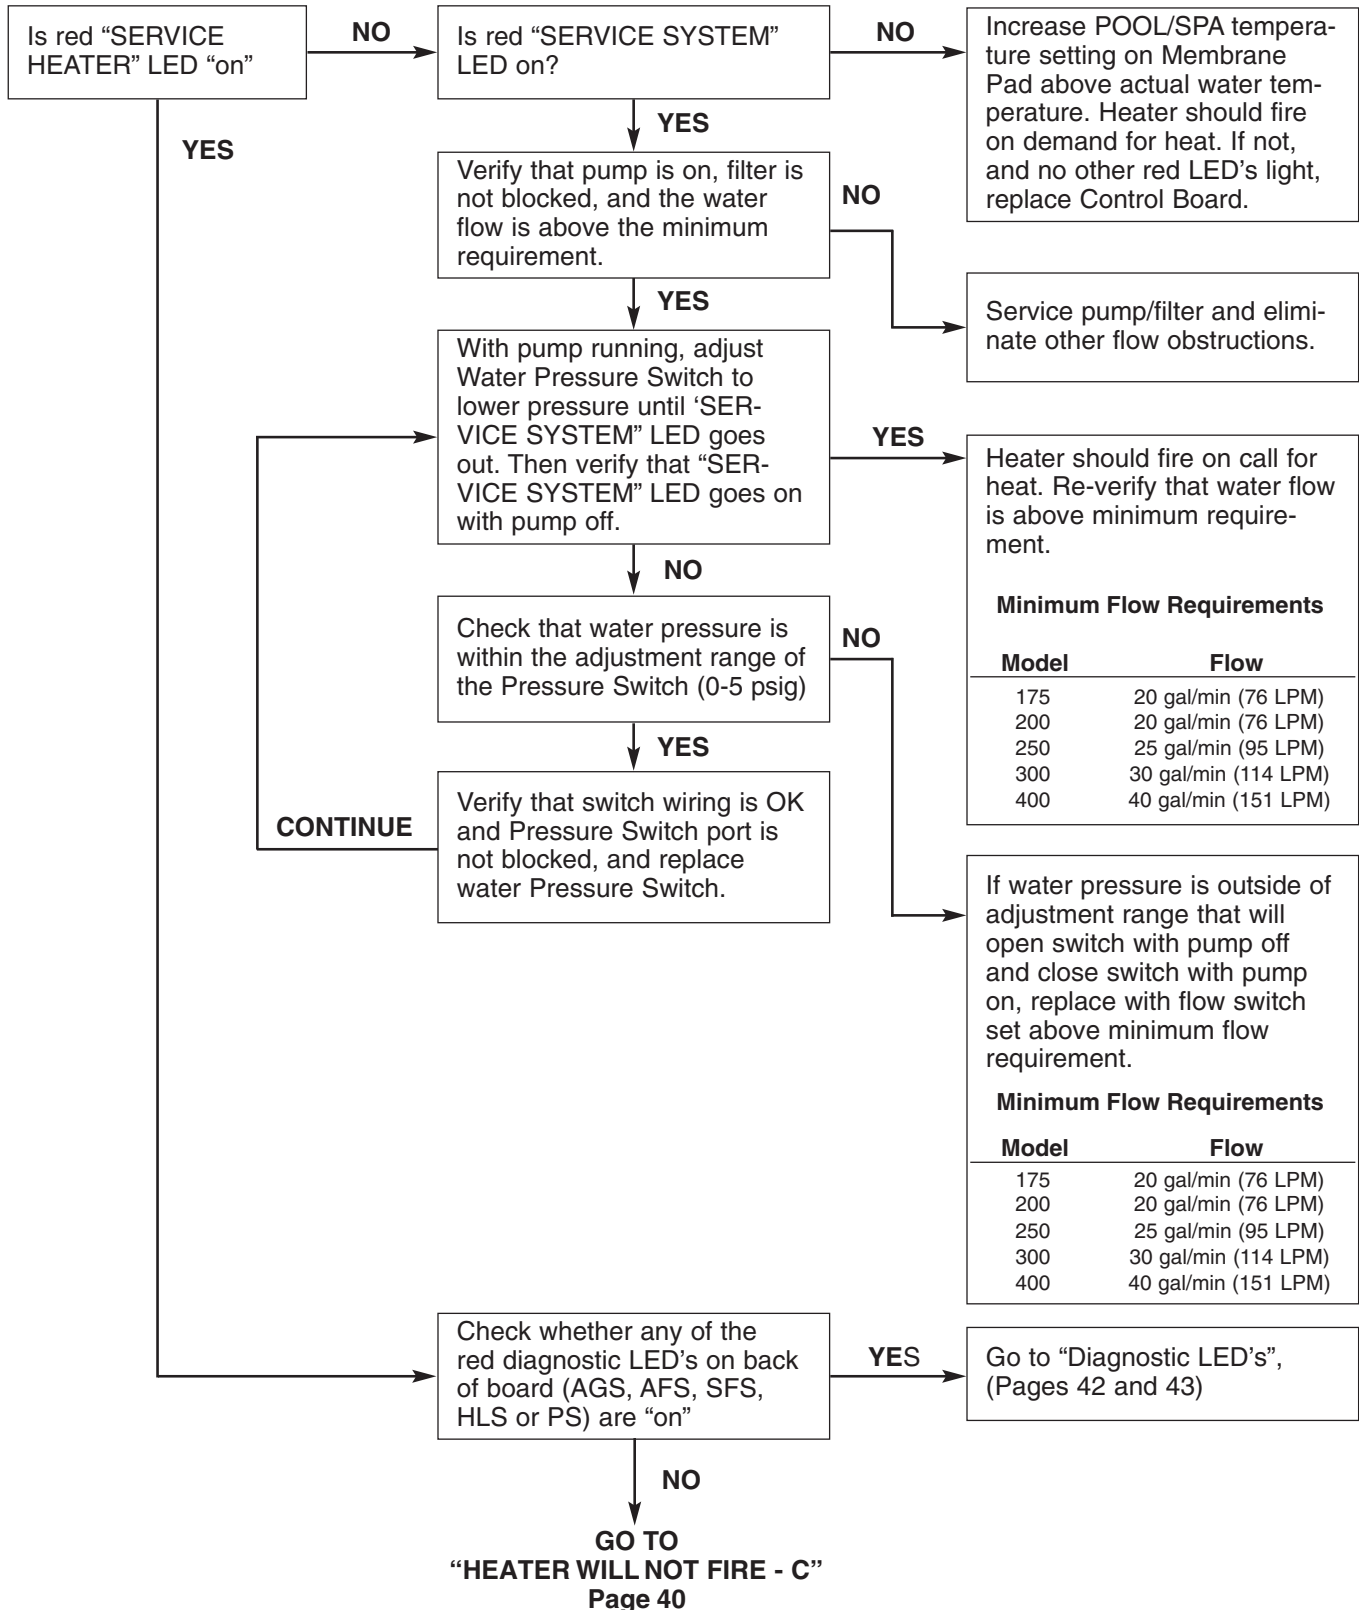 Is red “SERVICE
HEATER” LED “on”
NO
Is red “SERVICE SYSTEM”
LED on?
NO
Increase POOL/SPA tempera-
ture setting on Membrane
Pad above actual water tem-
perature. Heater should fire
on demand for heat. If not,
and no other red LED’s light,
replace Control Board.
YES
YES
Verify that pump is on, filter is
not blocked, and the water
flow is above the minimum
requirement.
NO
Service pump/filter and elimi-
nate other flow obstructions.
YES
With pump running, adjust
Water Pressure Switch to
lower pressure until ‘SER-
VICE SYSTEM” LED goes
out. Then verify that “SER-
VICE SYSTEM” LED goes on
with pump off.
YES
Heater should fire on call for
heat. Re-verify that water flow
is above minimum require-
ment.
Minimum Flow Requirements
Model Flow
175 20 gal/min (76 LPM)
200 20 gal/min (76 LPM)
250 25 gal/min (95 LPM)
300 30 gal/min (114 LPM)
400 40 gal/min (151 LPM)
NO
Check that water pressure is
within the adjustment range of
the Pressure Switch (0-5 psig)
NO
YES
Verify that switch wiring is OK
and Pressure Switch port is
not blocked, and replace
water Pressure Switch.
CONTINUE
If water pressure is outside of
adjustment range that will
open switch with pump off
and close switch with pump
on, replace with flow switch
set above minimum flow
requirement.
Minimum Flow Requirements
Model Flow
175 20 gal/min (76 LPM)
200 20 gal/min (76 LPM)
250 25 gal/min (95 LPM)
300 30 gal/min (114 LPM)
400 40 gal/min (151 LPM)
Check whether any of the
red diagnostic LED’s on back
of board (AGS, AFS, SFS,
HLS or PS) are “on”
YES
Go to “Diagnostic LED’s”,
(Pages 42 and 43)
NO
GO TO
“HEATER WILL NOT FIRE - C”
Page 40